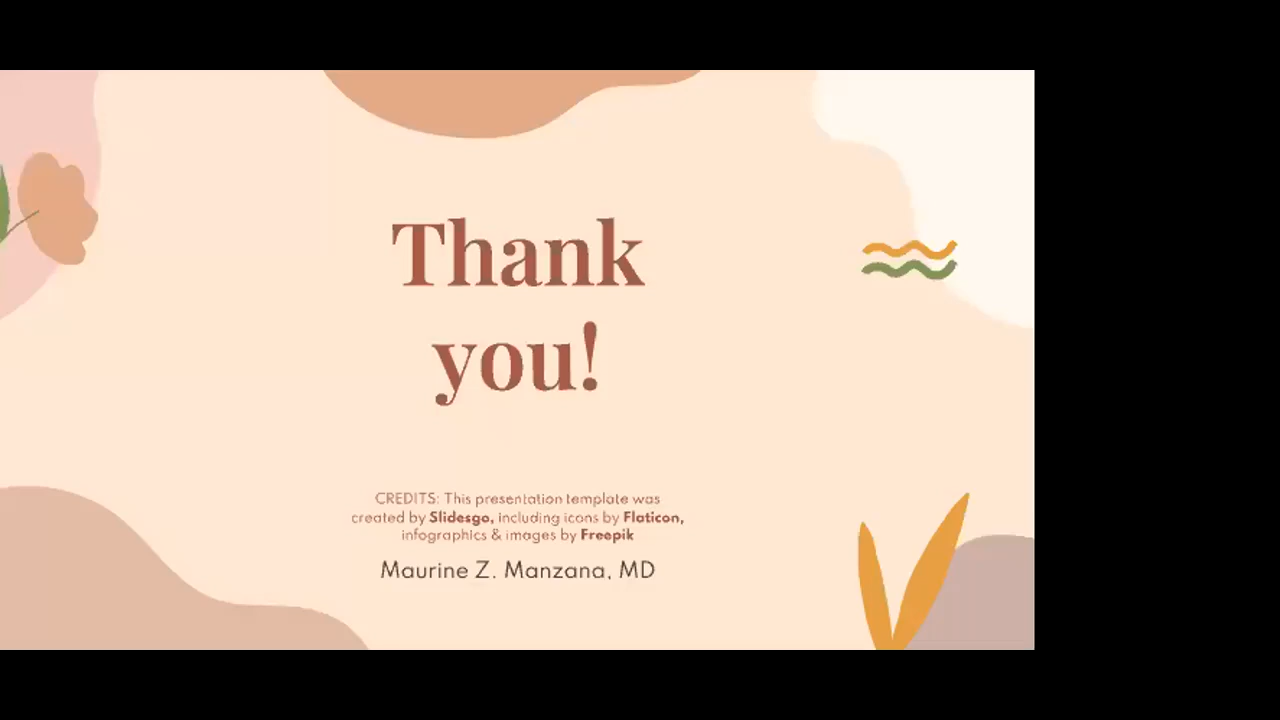 Thank
you!
CREDITS: This presentation template was
created by Slidesgo, including icons by Flaticon,
infographics & images by Freepik
Maurine Z. Manzana, MD